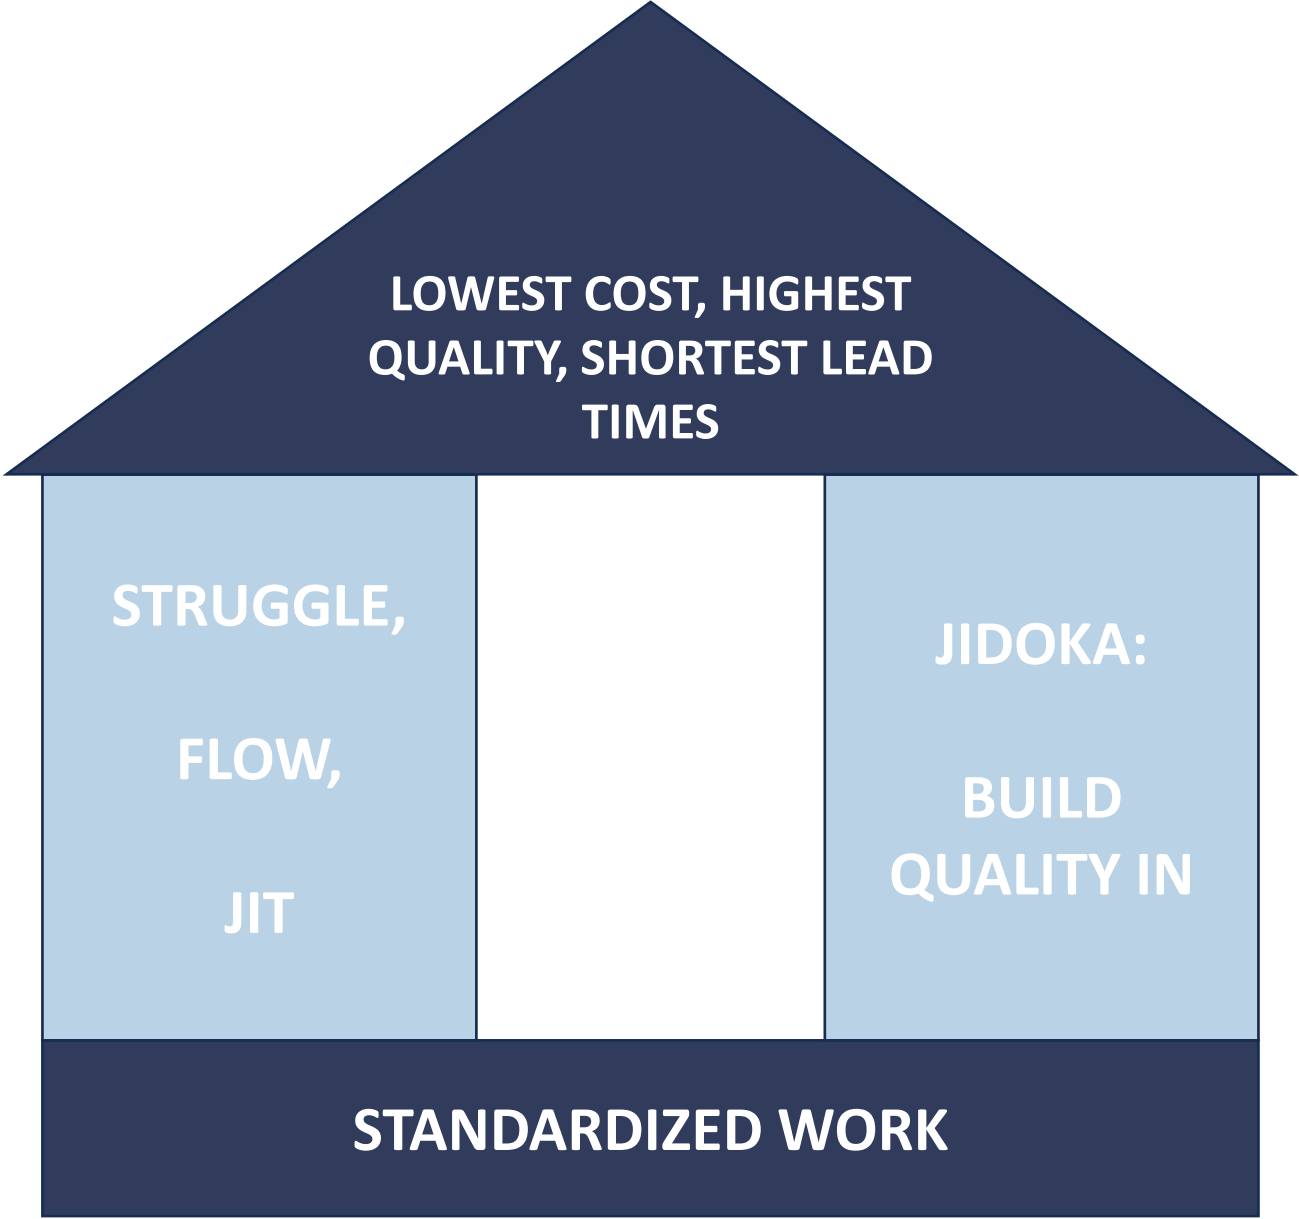 LOWEST COST, HIGHEST
QUALITY, SHORTEST LEAD
TIMES
STRUGGLE,
FLOW,
JIT
JIDOKA:
BUILD
QUALITY IN
STANDARDIZED WORK